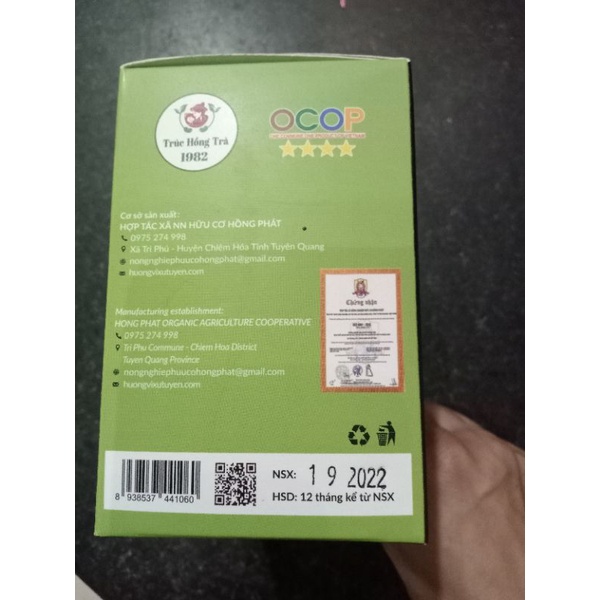 Trúc Hồng Trà
1982
OCOP
Cơ sở sản xuất:
HỢP TÁC XÃ NN HỮU CƠ HỒNG PHÁT
0975 274 998
Xã Tri Phú - Huyện Chiêm Hóa Tỉnh Tuyên Quang
nongnghiephuucohongphat@gmail.com
huongvixutuyen.com
Manufacturing establishment:
HONG PHAT ORGANIC AGRICULTURE COOPERATIVE
0975 274 998
Tri Phu Commune - Chiem Hoa District
Tuyen Quang Province
nongnghiephuucohongphat@gmail.com
huongvixutuyen.com
Chứng nhận
NSX: 1 9 2022
HSD: 12 tháng kể từ NSX
8 938537 441060